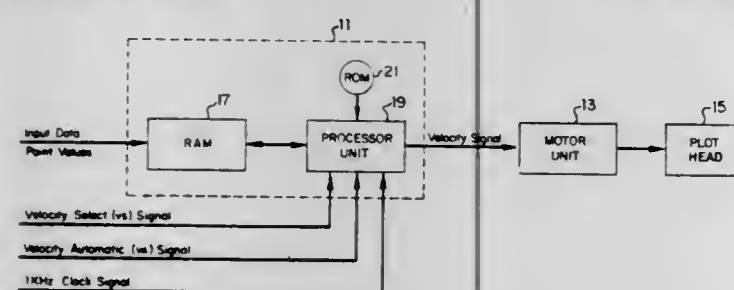 11
ROM 21
17
19
13
15
Input Data
Point Values
RAM
PROCESSOR
UNIT
Velocity Signal
MOTOR
UNIT
PLOT
HEAD
Velocity Select (vs) Signal
Velocity Automatic (va) Signal
1KHz Clock Signal